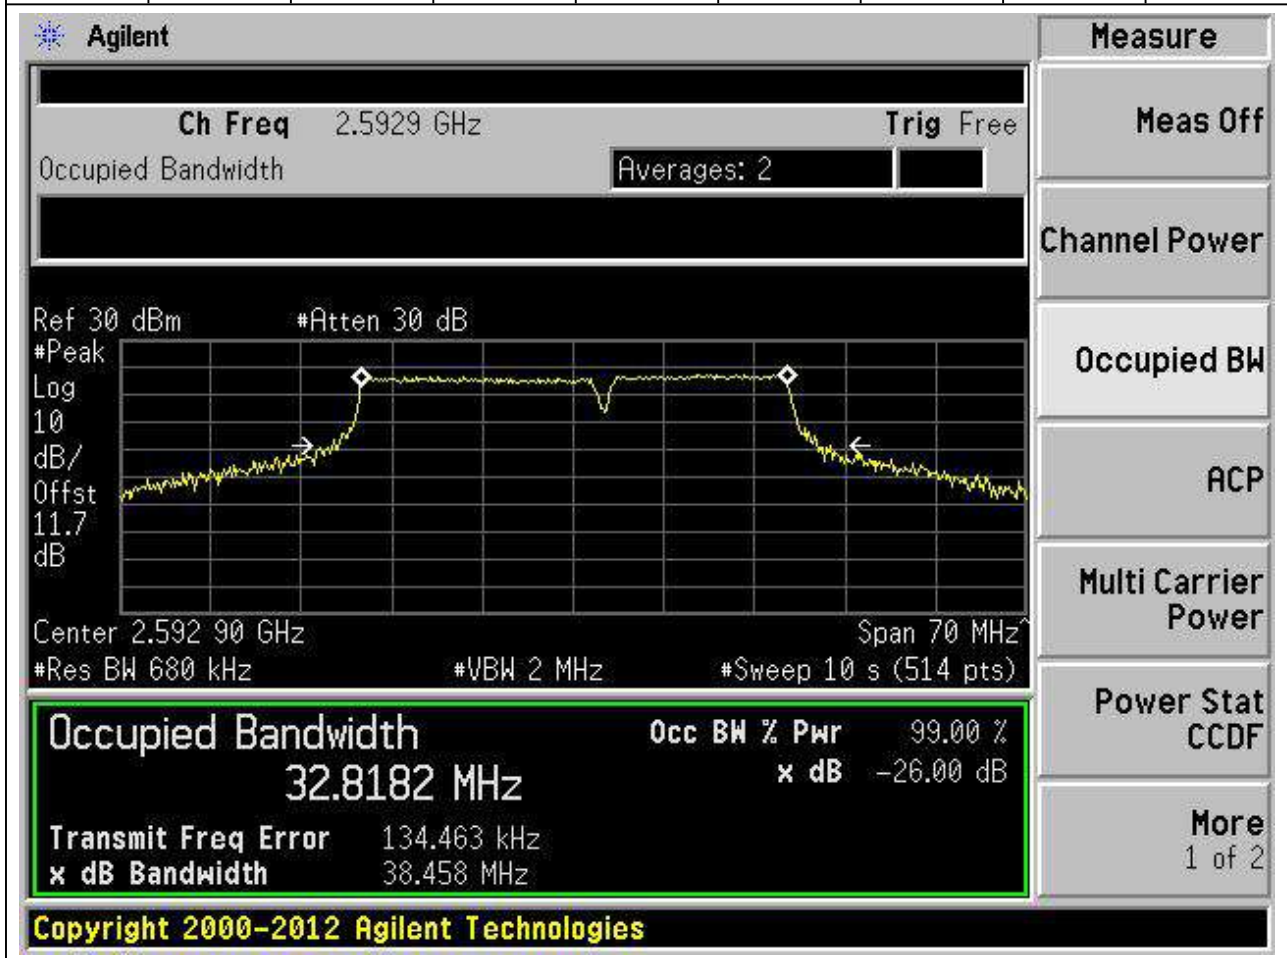 Agilent
Measure
Ch Freq 2.5929 GHz Trig Free
Meas Off
Occupied Bandwidth Averages: 2
Channel Power
Ref 30 dBm #Atten 30 dB
#Peak
Log
10
dB/
Offst
11.7
dB
Occupied BW
ACP
Multi Carrier
Power
Center 2.592 90 GHz Span 70 MHz^
#Res BW 680 kHz #VBW 2 MHz #Sweep 10 s (514 pts)
Power Stat
CCDF
Occupied Bandwidth Occ BW % Pwr 99.00 %
32.8182 MHz x dB -26.00 dB
Transmit Freq Error 134.463 kHz
x dB Bandwidth 38.458 MHz
More
1 of 2
Copyright 2000-2012 Agilent Technologies